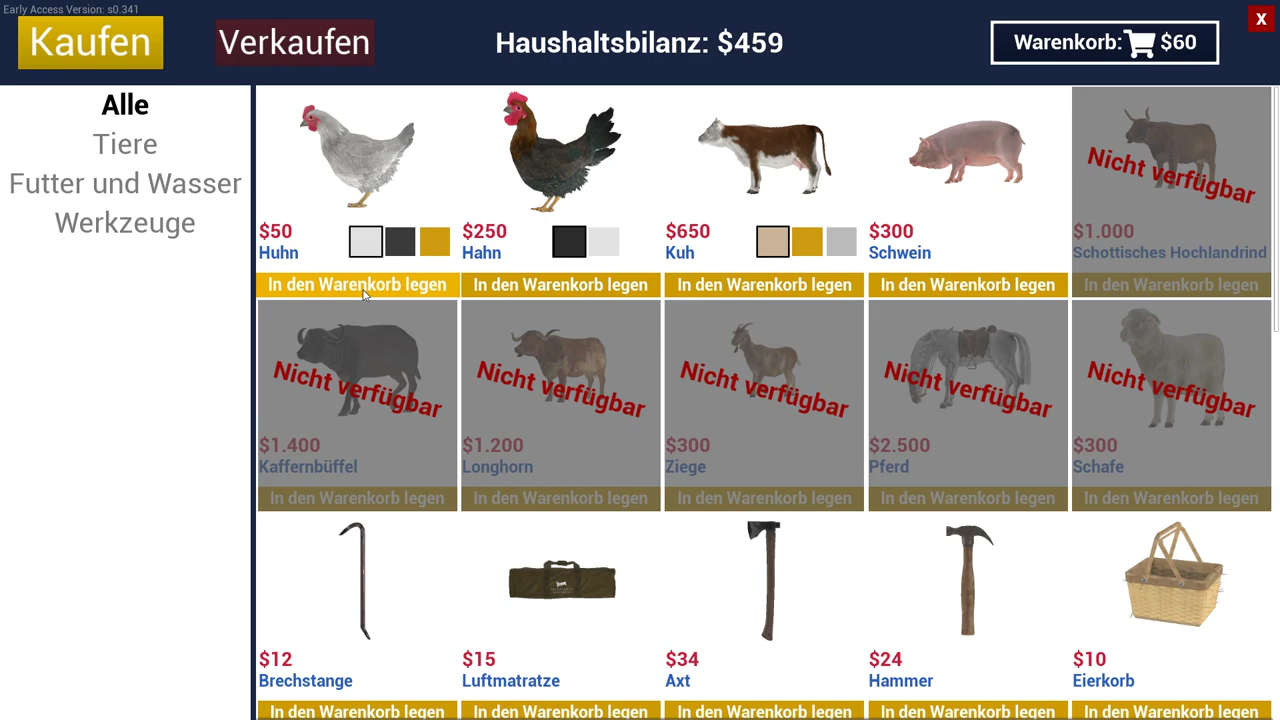 Early Access Version: s0.341
Kaufen
Verkaufen
Haushaltsbilanz: $459
Warenkorb: $60
X
Alle
Tiere
Futter und Wasser
Werkzeuge
$50
Huhn
In den Warenkorb legen
$250
Hahn
In den Warenkorb legen
$650
Kuh
In den Warenkorb legen
$300
Schwein
In den Warenkorb legen
Nicht verfügbar
$1.000
Schottisches Hochlandrind
In den Warenkorb legen
Nicht verfügbar
$1.400
Kaffernbüffel
In den Warenkorb legen
Nicht verfügbar
$1.200
Longhorn
In den Warenkorb legen
Nicht verfügbar
$300
Ziege
In den Warenkorb legen
Nicht verfügbar
$2.500
Pferd
In den Warenkorb legen
Nicht verfügbar
$300
Schafe
In den Warenkorb legen
$12
Brechstange
In den Warenkorb legen
$15
Luftmatratze
In den Warenkorb legen
$34
Axt
In den Warenkorb legen
$24
Hammer
In den Warenkorb legen
$10
Eierkorb
In den Warenkorb legen